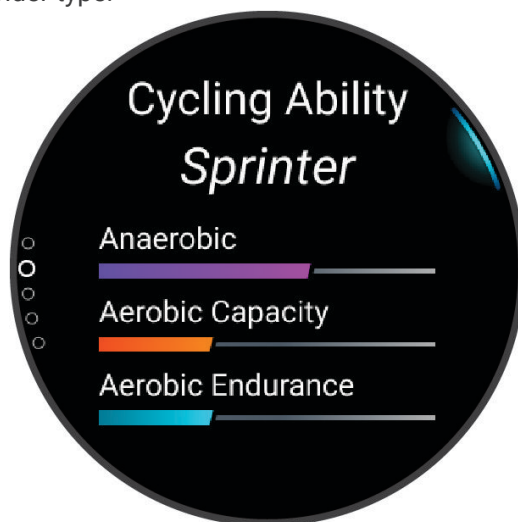 Cycling Ability
Sprinter
Anaerobic
Aerobic Capacity
Aerobic Endurance